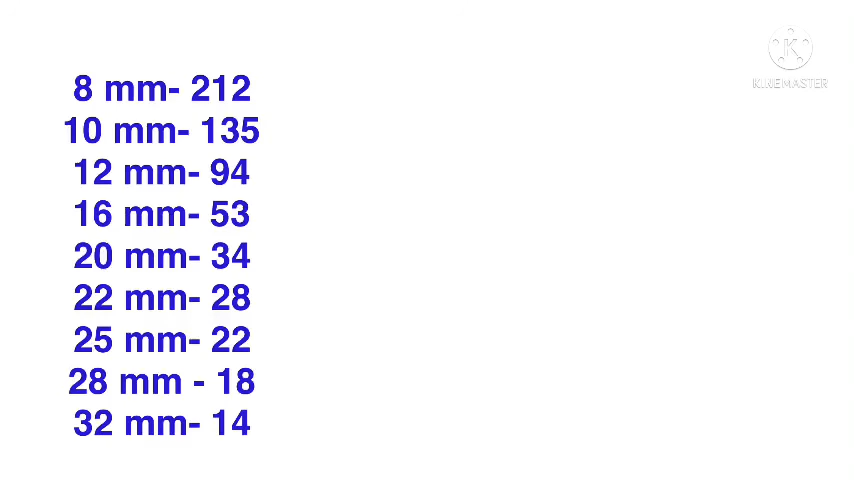 8 mm- 212
10 mm- 135
12 mm- 94
16 mm- 53
20 mm- 34
22 mm- 28
25 mm- 22
28 mm - 18
32 mm- 14
K
KINEMASTER